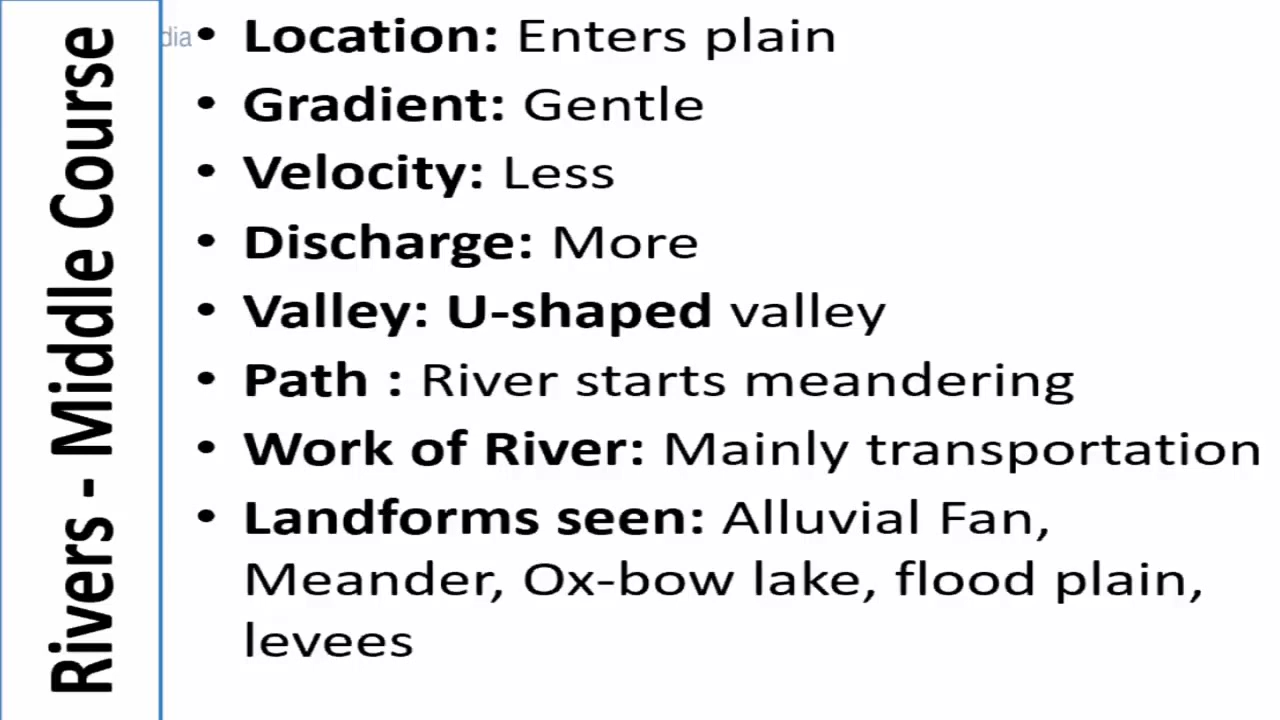 Rivers - Middle Course
dia
• Location: Enters plain
• Gradient: Gentle
• Velocity: Less
• Discharge: More
• Valley: U-shaped valley
• Path : River starts meandering
• Work of River: Mainly transportation
• Landforms seen: Alluvial Fan,
Meander, Ox-bow lake, flood plain,
levees